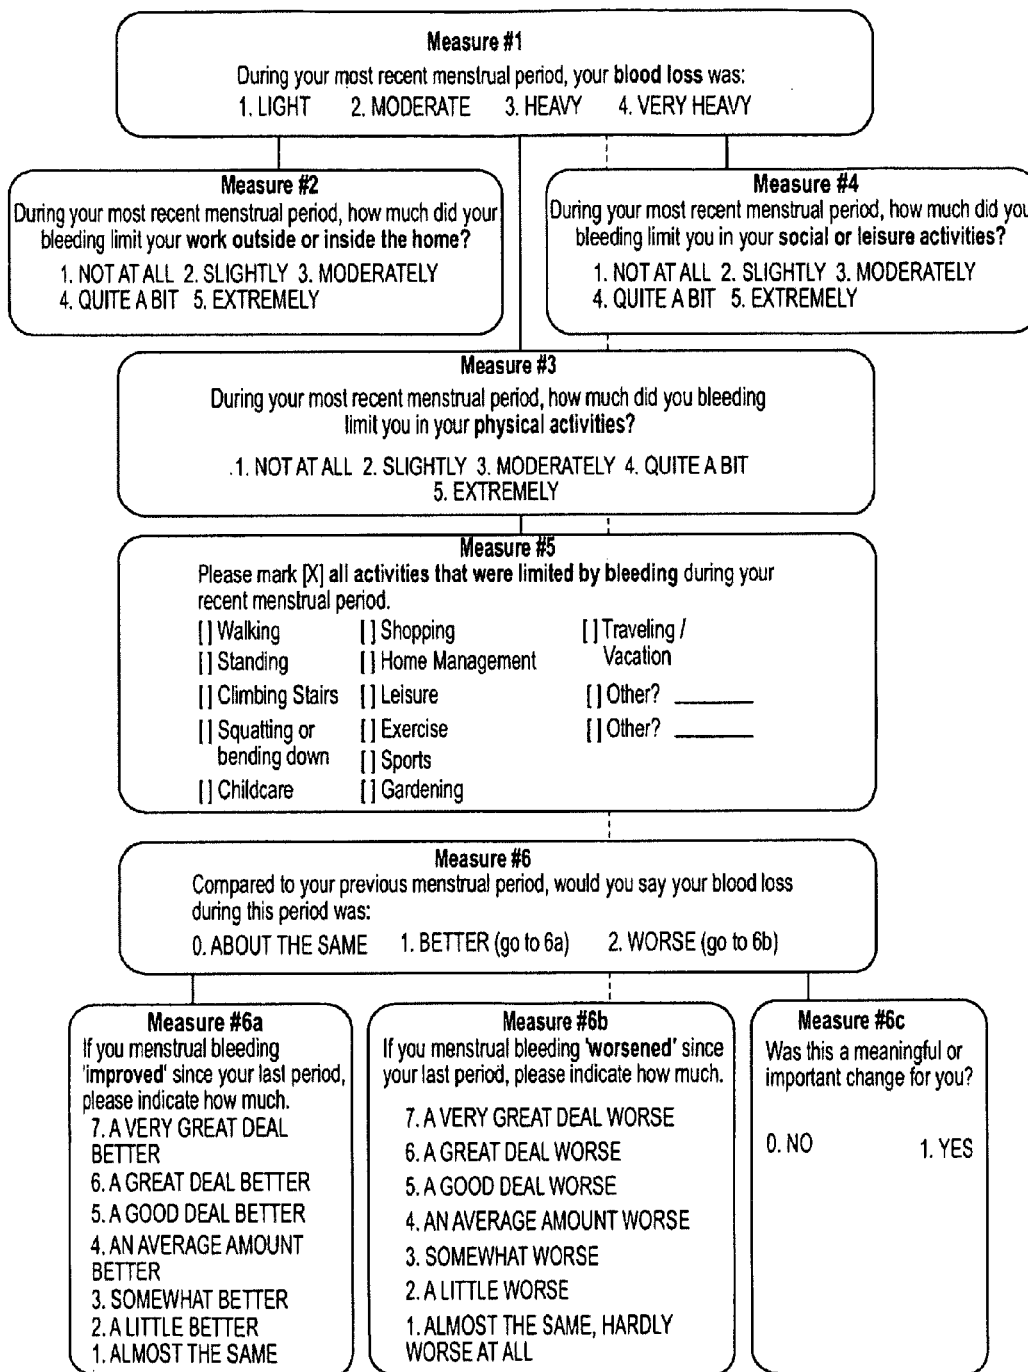 Measure #1
During your most recent menstrual period, your blood loss was:
1. LIGHT 2. MODERATE 3. HEAVY 4. VERY HEAVY
Measure #2
During your most recent menstrual period, how much did your
bleeding limit your work outside or inside the home?
1. NOT AT ALL 2. SLIGHTLY 3. MODERATELY
4. QUITE A BIT 5. EXTREMELY
Measure #4
During your most recent menstrual period, how much did you
bleeding limit you in your social or leisure activities?
1. NOT AT ALL 2. SLIGHTLY 3. MODERATELY
4. QUITE A BIT 5. EXTREMELY
Measure #3
During your most recent menstrual period, how much did you bleeding
limit you in your physical activities?
1. NOT AT ALL 2. SLIGHTLY 3. MODERATELY 4. QUITE A BIT
5. EXTREMELY
Measure #5
Please mark [X] all activities that were limited by bleeding during your
recent menstrual period.
[ ] Walking [ ] Shopping [ ] Traveling /
Vacation
[ ] Standing [ ] Home Management
[ ] Climbing Stairs [ ] Leisure [ ] Other? ________
[ ] Squatting or [ ] Exercise [ ] Other? ________
bending down [ ] Sports
[ ] Childcare [ ] Gardening
Measure #6
Compared to your previous menstrual period, would you say your blood loss
during this period was:
0. ABOUT THE SAME 1. BETTER (go to 6a) 2. WORSE (go to 6b)
Measure #6a
If you menstrual bleeding
'improved' since your last period,
please indicate how much.
7. A VERY GREAT DEAL
BETTER
6. A GREAT DEAL BETTER
5. A GOOD DEAL BETTER
4. AN AVERAGE AMOUNT
BETTER
3. SOMEWHAT BETTER
2. A LITTLE BETTER
1. ALMOST THE SAME
Measure #6b
If you menstrual bleeding 'worsened' since
your last period, please indicate how much.
7. A VERY GREAT DEAL WORSE
6. A GREAT DEAL WORSE
5. A GOOD DEAL WORSE
4. AN AVERAGE AMOUNT WORSE
3. SOMEWHAT WORSE
2. A LITTLE WORSE
1. ALMOST THE SAME, HARDLY
WORSE AT ALL
Measure #6c
Was this a meaningful or
important change for you?
0. NO 1. YES